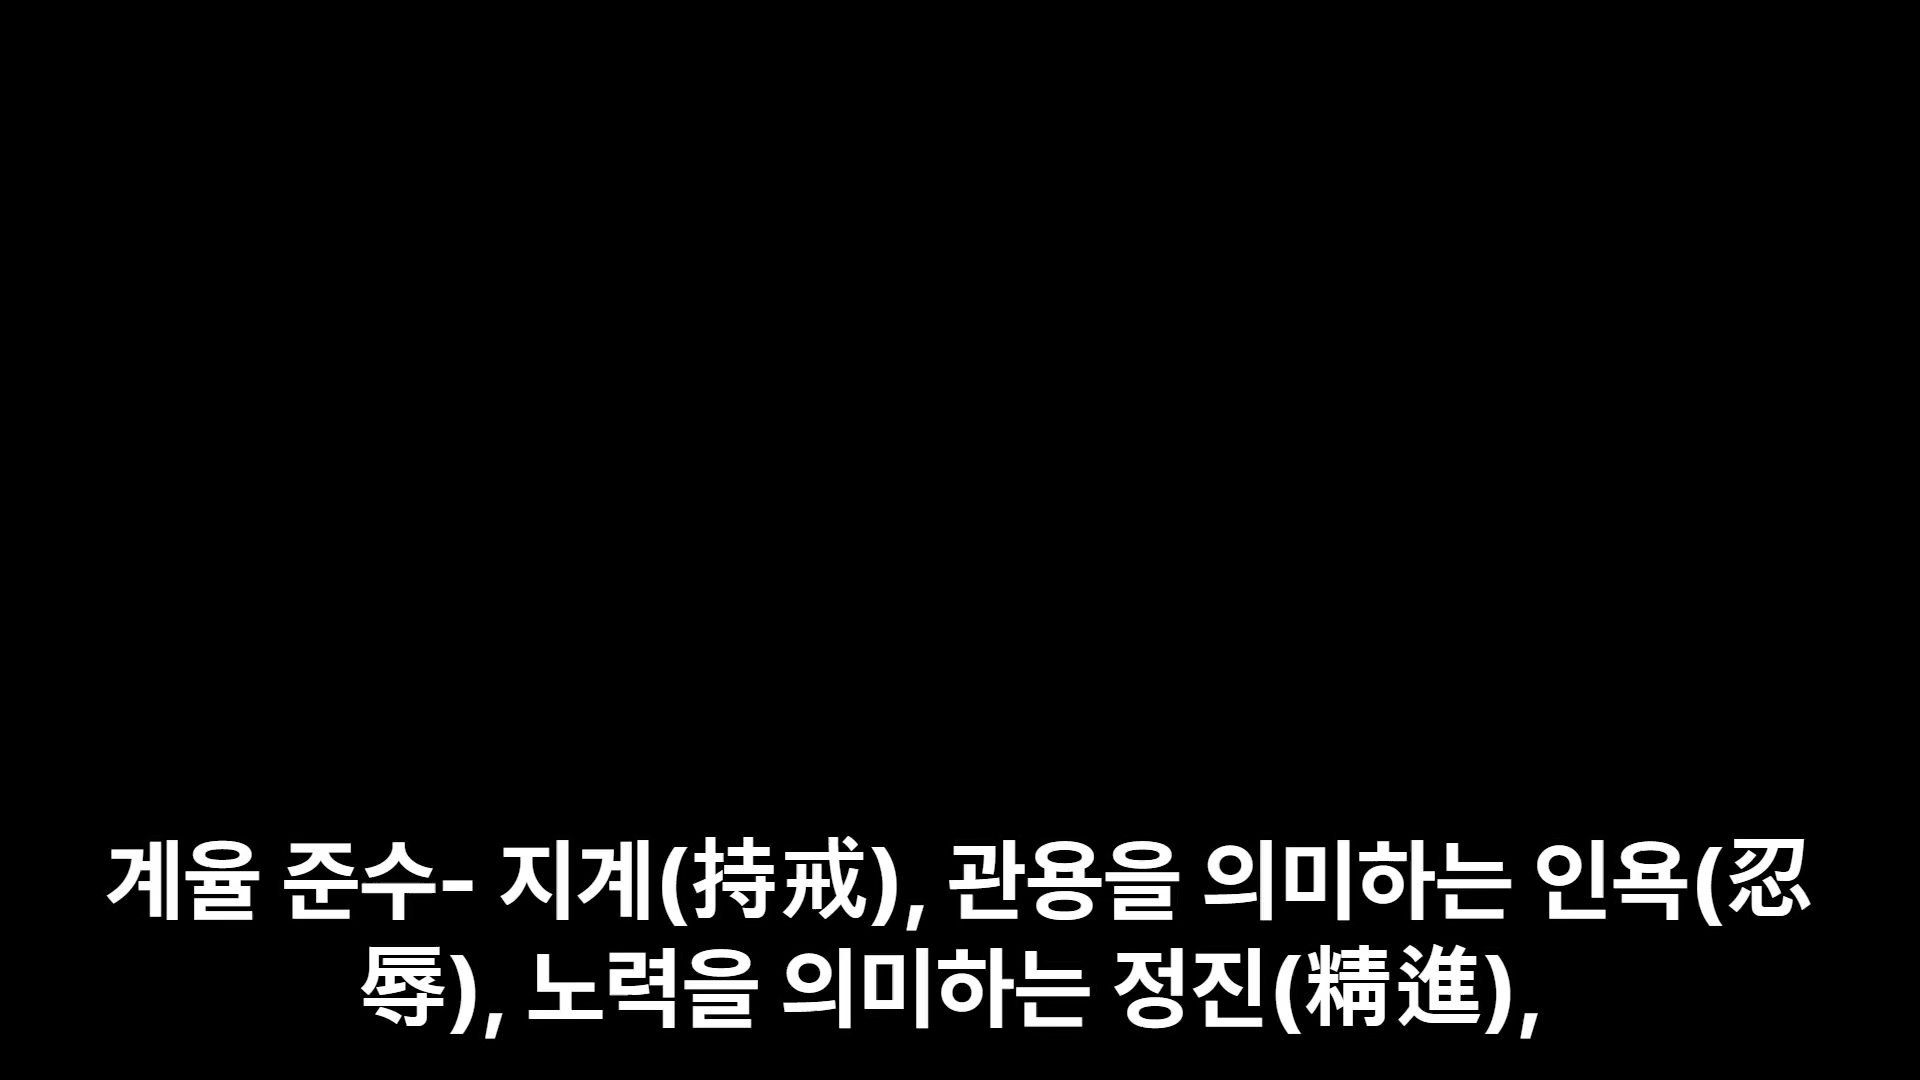 계율 준수- 지계(持戒), 관용을 의미하는 인욕(忍
辱), 노력을 의미하는 정진(精進),